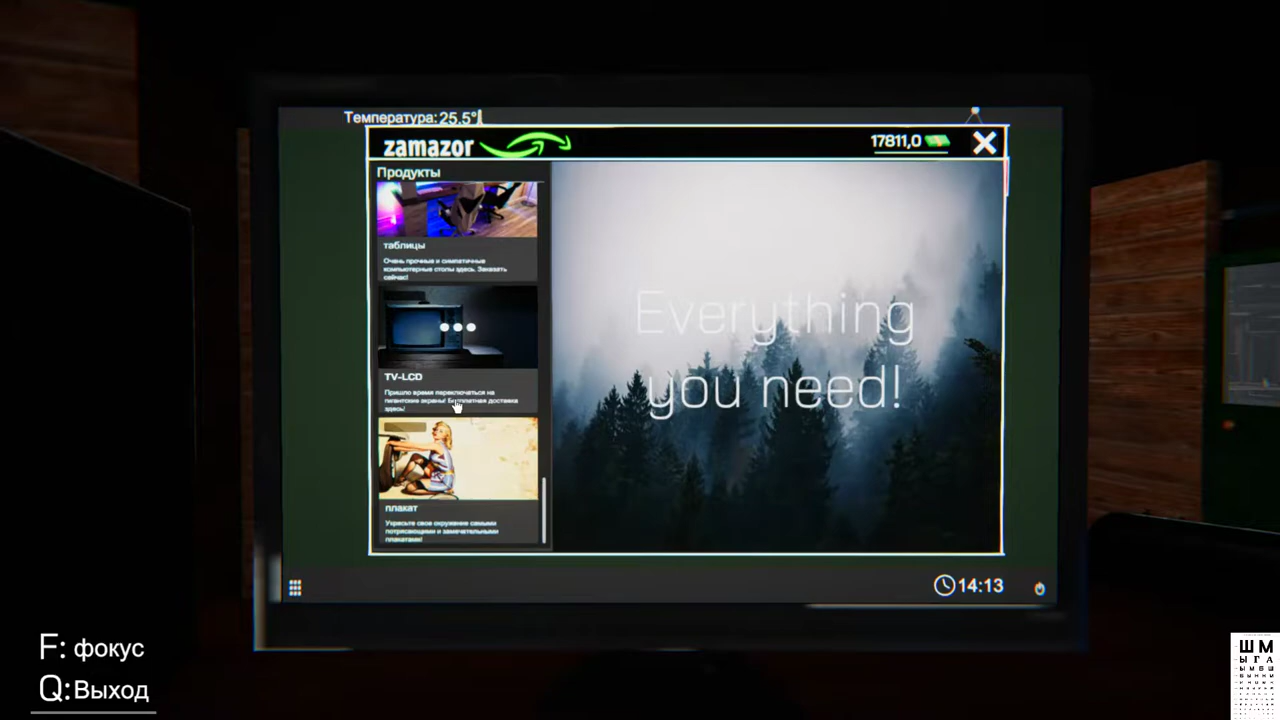 Температура: 25.5°
zamazor
17811,0
Продукты
таблицы
Очень прочные и симпатичные
компьютерные столы здесь. Заказать
сейчас!
TV-LCD
Пришло время переключаться на
гигантские экраны! Бесплатная доставка
здесь!
плакат
Украсьте свое окружение самыми
потрясающими и замечательными
плакатами!
Everything
you need!
14:13
F: фокус
Q:Выход
Ш М
Ы Г А